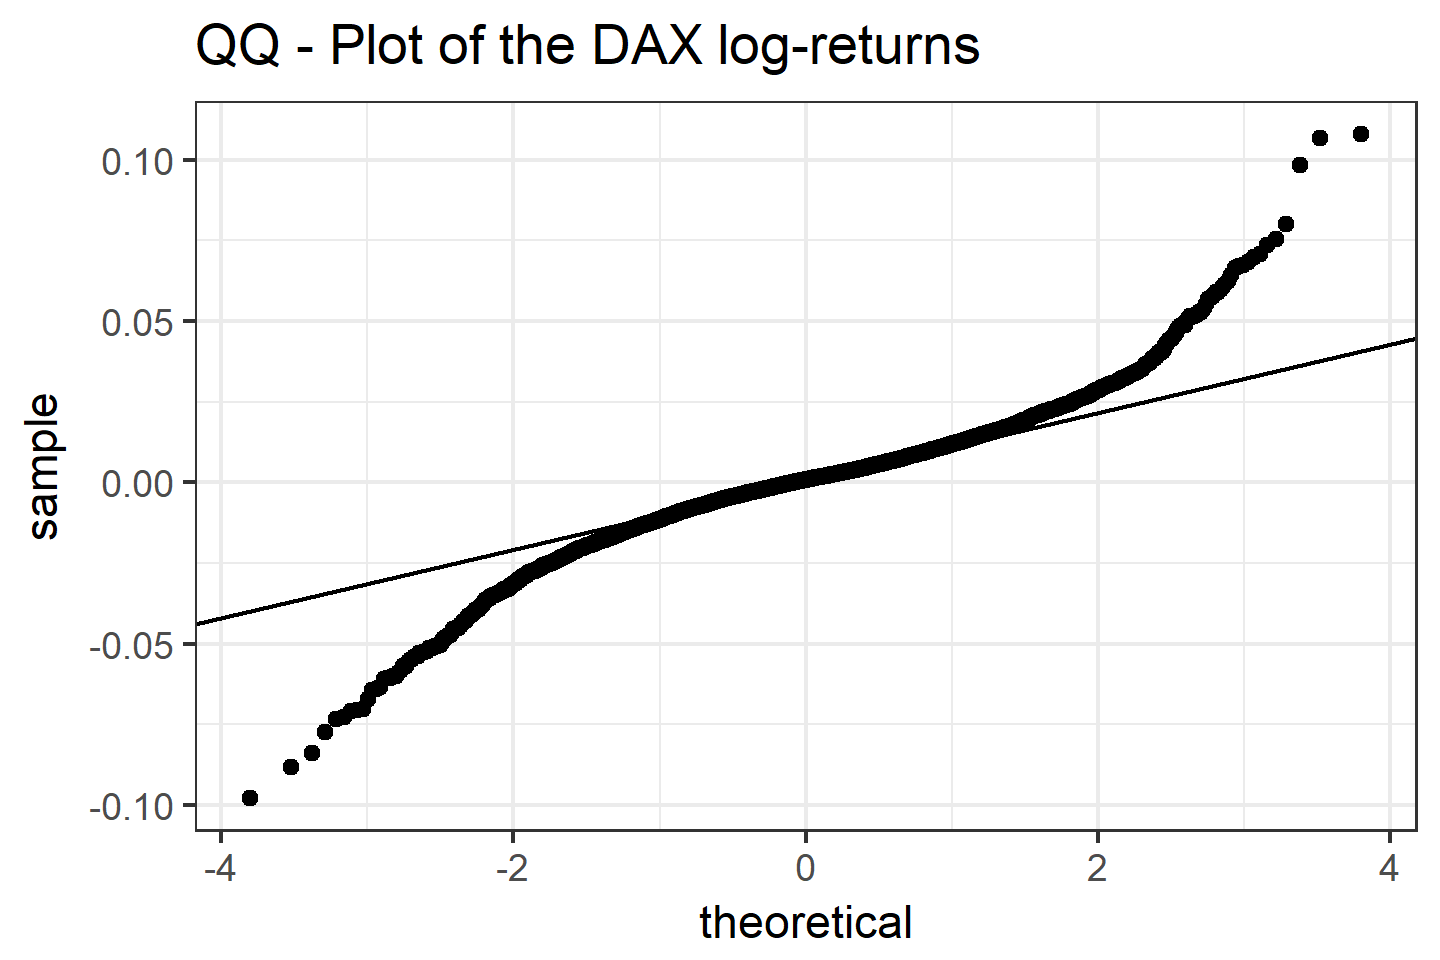 QQ - Plot of the DAX log-returns
0.10
0.05
0.00
-0.05
-0.10
sample
-4 -2 0 2 4
theoretical